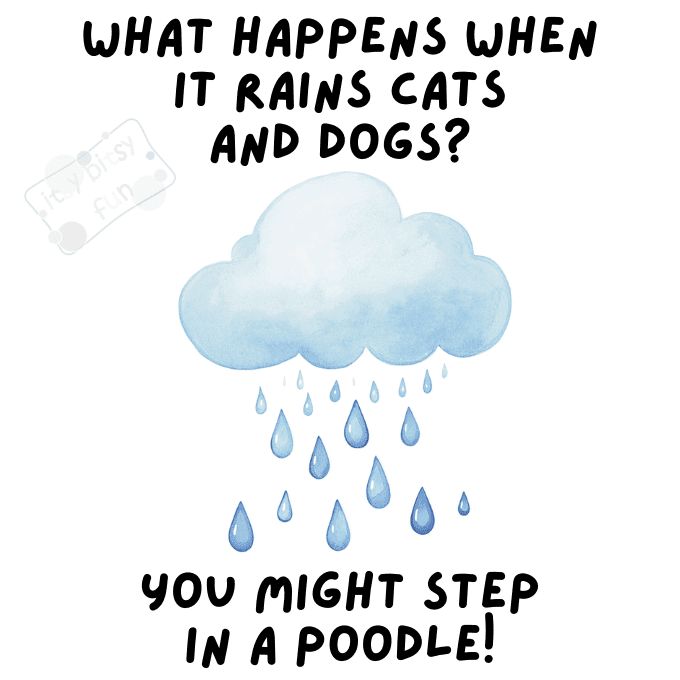 WHAT HAPPENS WHEN
IT RAINS CATS
AND DOGS?
itsy bitsy
fun
YOU MIGHT STEP
IN A POODLE!